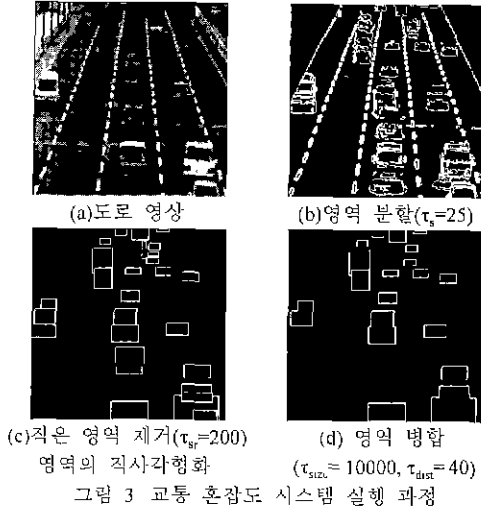 (a)도로 영상
(b)영역 분할(τs=25)
(c)작은 영역 제거(τsr=200)
영역의 직사각형화
(d) 영역 병합
(τsize= 10000, τdist= 40)
그림 3 교통 혼잡도 시스템 실행 과정